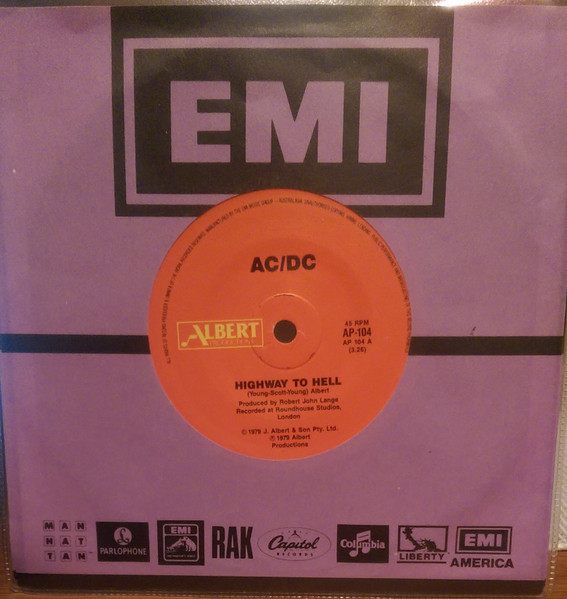 EMI
AC/DC
ALBERT
PRODUCTIONS
45 RPM
AP-104
AP 104 A
(3.26)
HIGHWAY TO HELL
(Young-Scott-Young) Albert
Produced by Robert John Lange
Recorded at Roundhouse Studios,
London
© 1979 J. Albert & Son Pty. Ltd.
℗ 1979 Albert
Productions
MAN
HAT
TAN
PARLOPHONE
EMI
RAK
Capitol
RECORDS
Columbia
LIBERTY
EMI
AMERICA